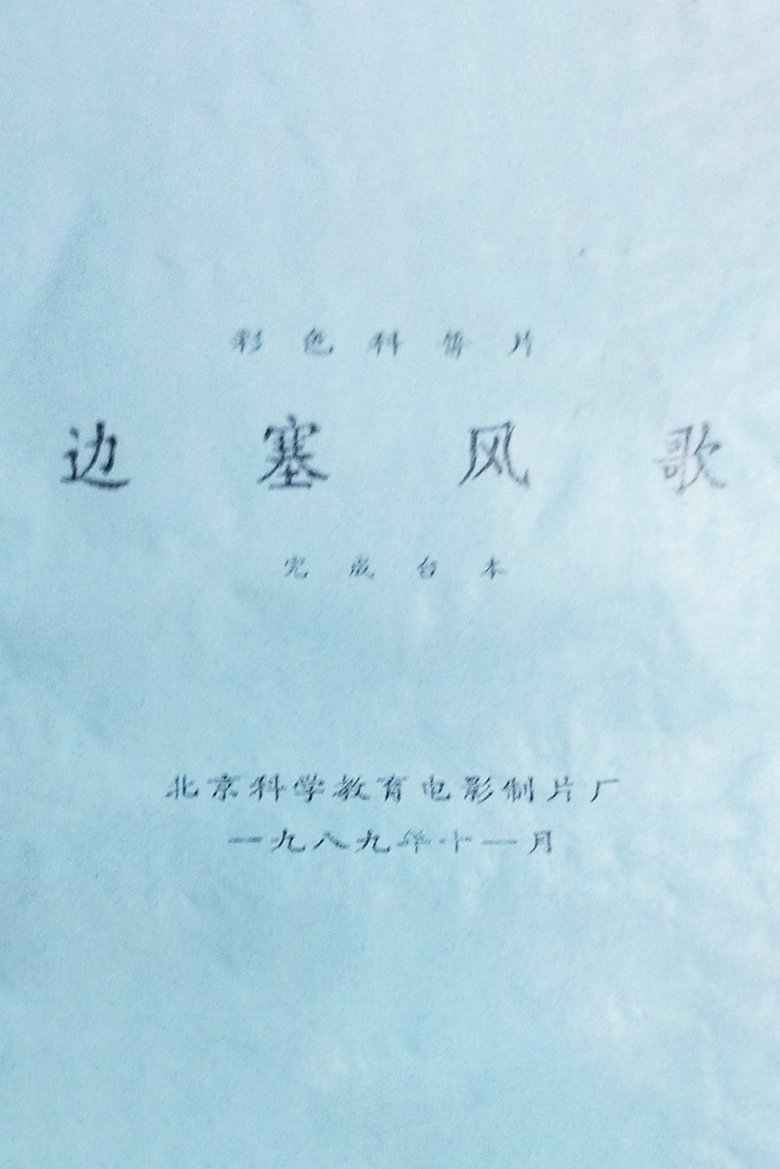 彩色科普片
边塞风歌
完成台本
北京科学教育电影制片厂
一九八九年十一月